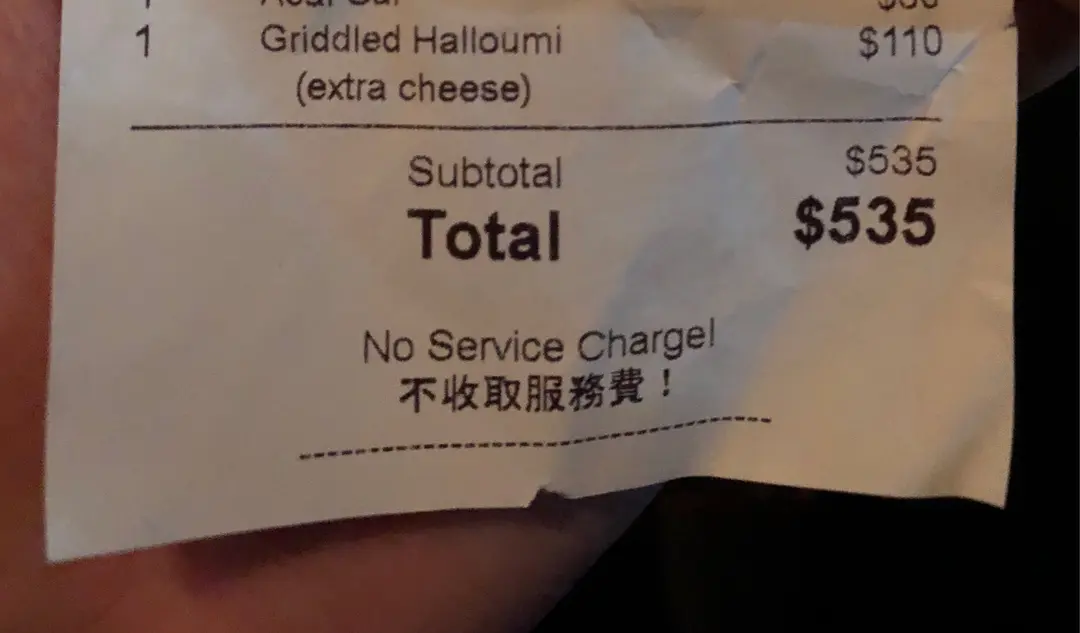 1 Griddled Halloumi $110
(extra cheese)
Subtotal $535
Total $535
No Service Charge!
不收取服務費！